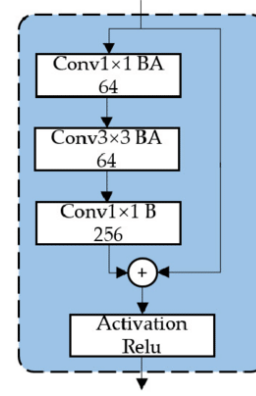 Conv1×1 BA
64
Conv3×3 BA
64
Conv1×1 B
256
+
Activation
Relu